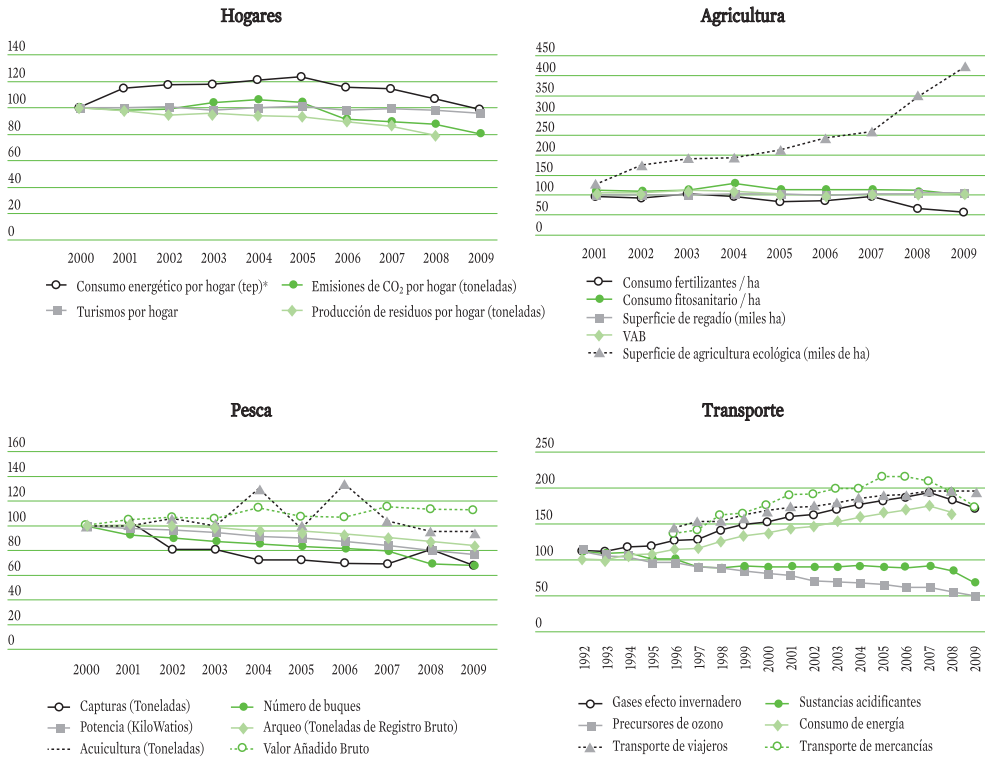 Hogares
140
120
100
80
60
40
20
0
2000 2001 2002 2003 2004 2005 2006 2007 2008 2009
Consumo energético por hogar (tep)* Emisiones de CO₂ por hogar (toneladas)
Turismos por hogar Producción de residuos por hogar (toneladas)
Agricultura
450
400
350
300
250
200
150
100
50
0
2001 2002 2003 2004 2005 2006 2007 2008 2009
Consumo fertilizantes / ha
Consumo fitosanitario / ha
Superficie de regadío (miles ha)
VAB
Superficie de agricultura ecológica (miles de ha)
Pesca
160
140
120
100
80
60
40
20
0
2000 2001 2002 2003 2004 2005 2006 2007 2008 2009
Capturas (Toneladas) Número de buques
Potencia (KiloWatios) Arqueo (Toneladas de Registro Bruto)
Acuicultura (Toneladas) Valor Añadido Bruto
Transporte
250
200
150
100
50
0
1992 1993 1994 1995 1996 1997 1998 1999 2000 2001 2002 2003 2004 2005 2006 2007 2008 2009
Gases efecto invernadero Sustancias acidificantes
Precursores de ozono Consumo de energía
Transporte de viajeros Transporte de mercancías